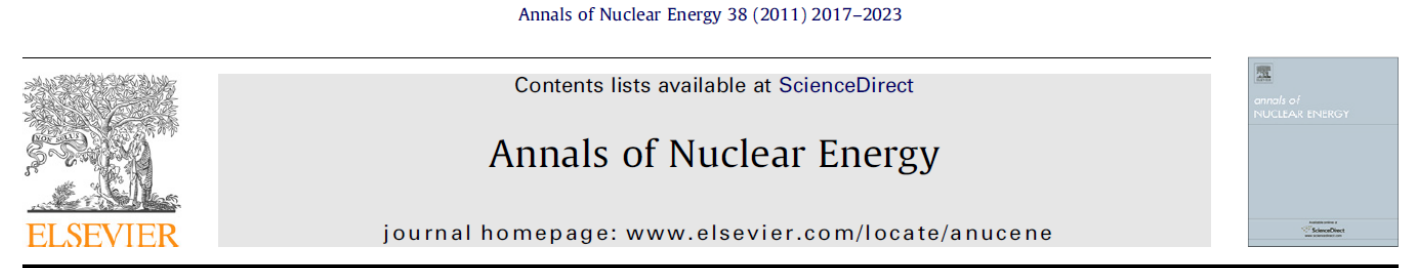 Annals of Nuclear Energy 38 (2011) 2017–2023
Contents lists available at ScienceDirect
Annals of Nuclear Energy
journal homepage: www.elsevier.com/locate/anucene
ELSEVIER
annals of
NUCLEAR ENERGY
ScienceDirect